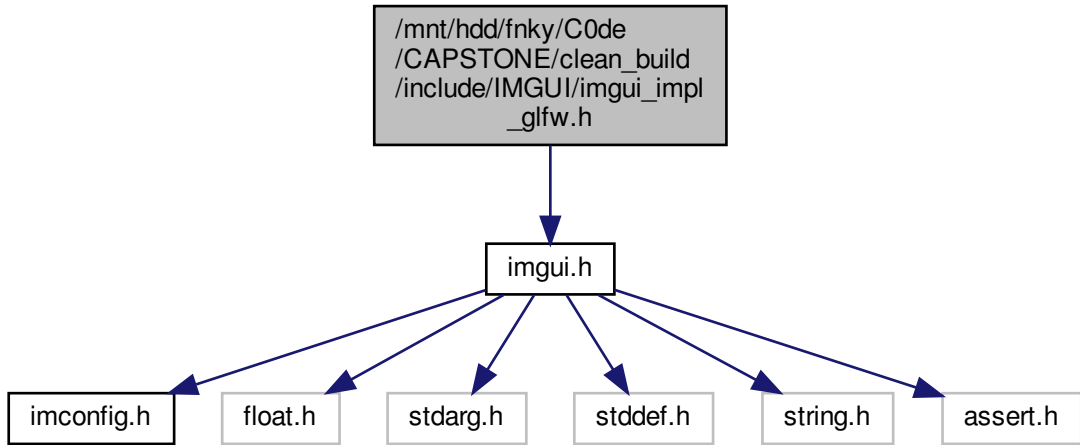 /mnt/hdd/fnky/C0de
/CAPSTONE/clean_build
/include/IMGUI/imgui_impl
_glfw.h
imgui.h
imconfig.h
float.h
stdarg.h
stddef.h
string.h
assert.h